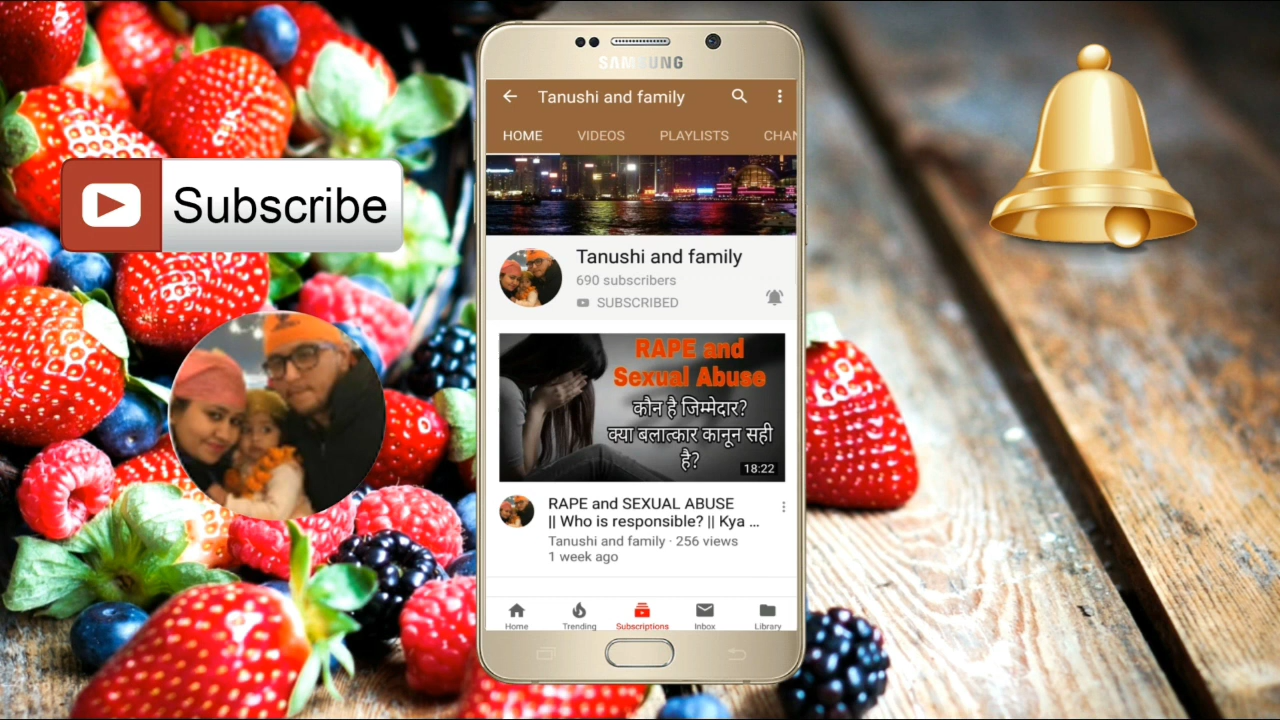 SAMSUNG
Tanushi and family
HOME VIDEOS PLAYLISTS CHAN
Subscribe
Tanushi and family
690 subscribers
SUBSCRIBED
RAPE and
Sexual Abuse
कौन है जिम्मेदार?
क्या बलात्कार कानून सही
है?
18:22
RAPE and SEXUAL ABUSE
|| Who is responsible? || Kya ...
Tanushi and family · 256 views
1 week ago
Home Trending Subscriptions Inbox Library